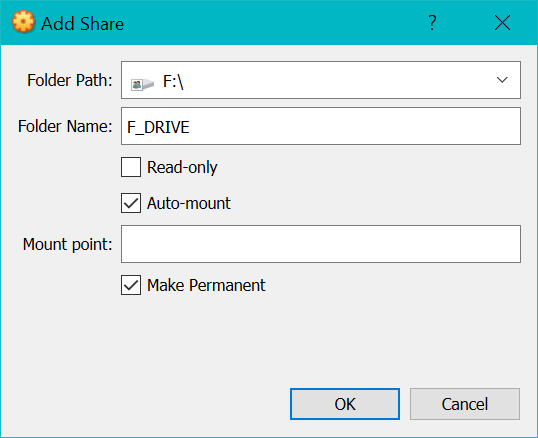 Add Share
?
Folder Path: F:\
Folder Name: F_DRIVE
Read-only
Auto-mount
Mount point:
Make Permanent
OK Cancel